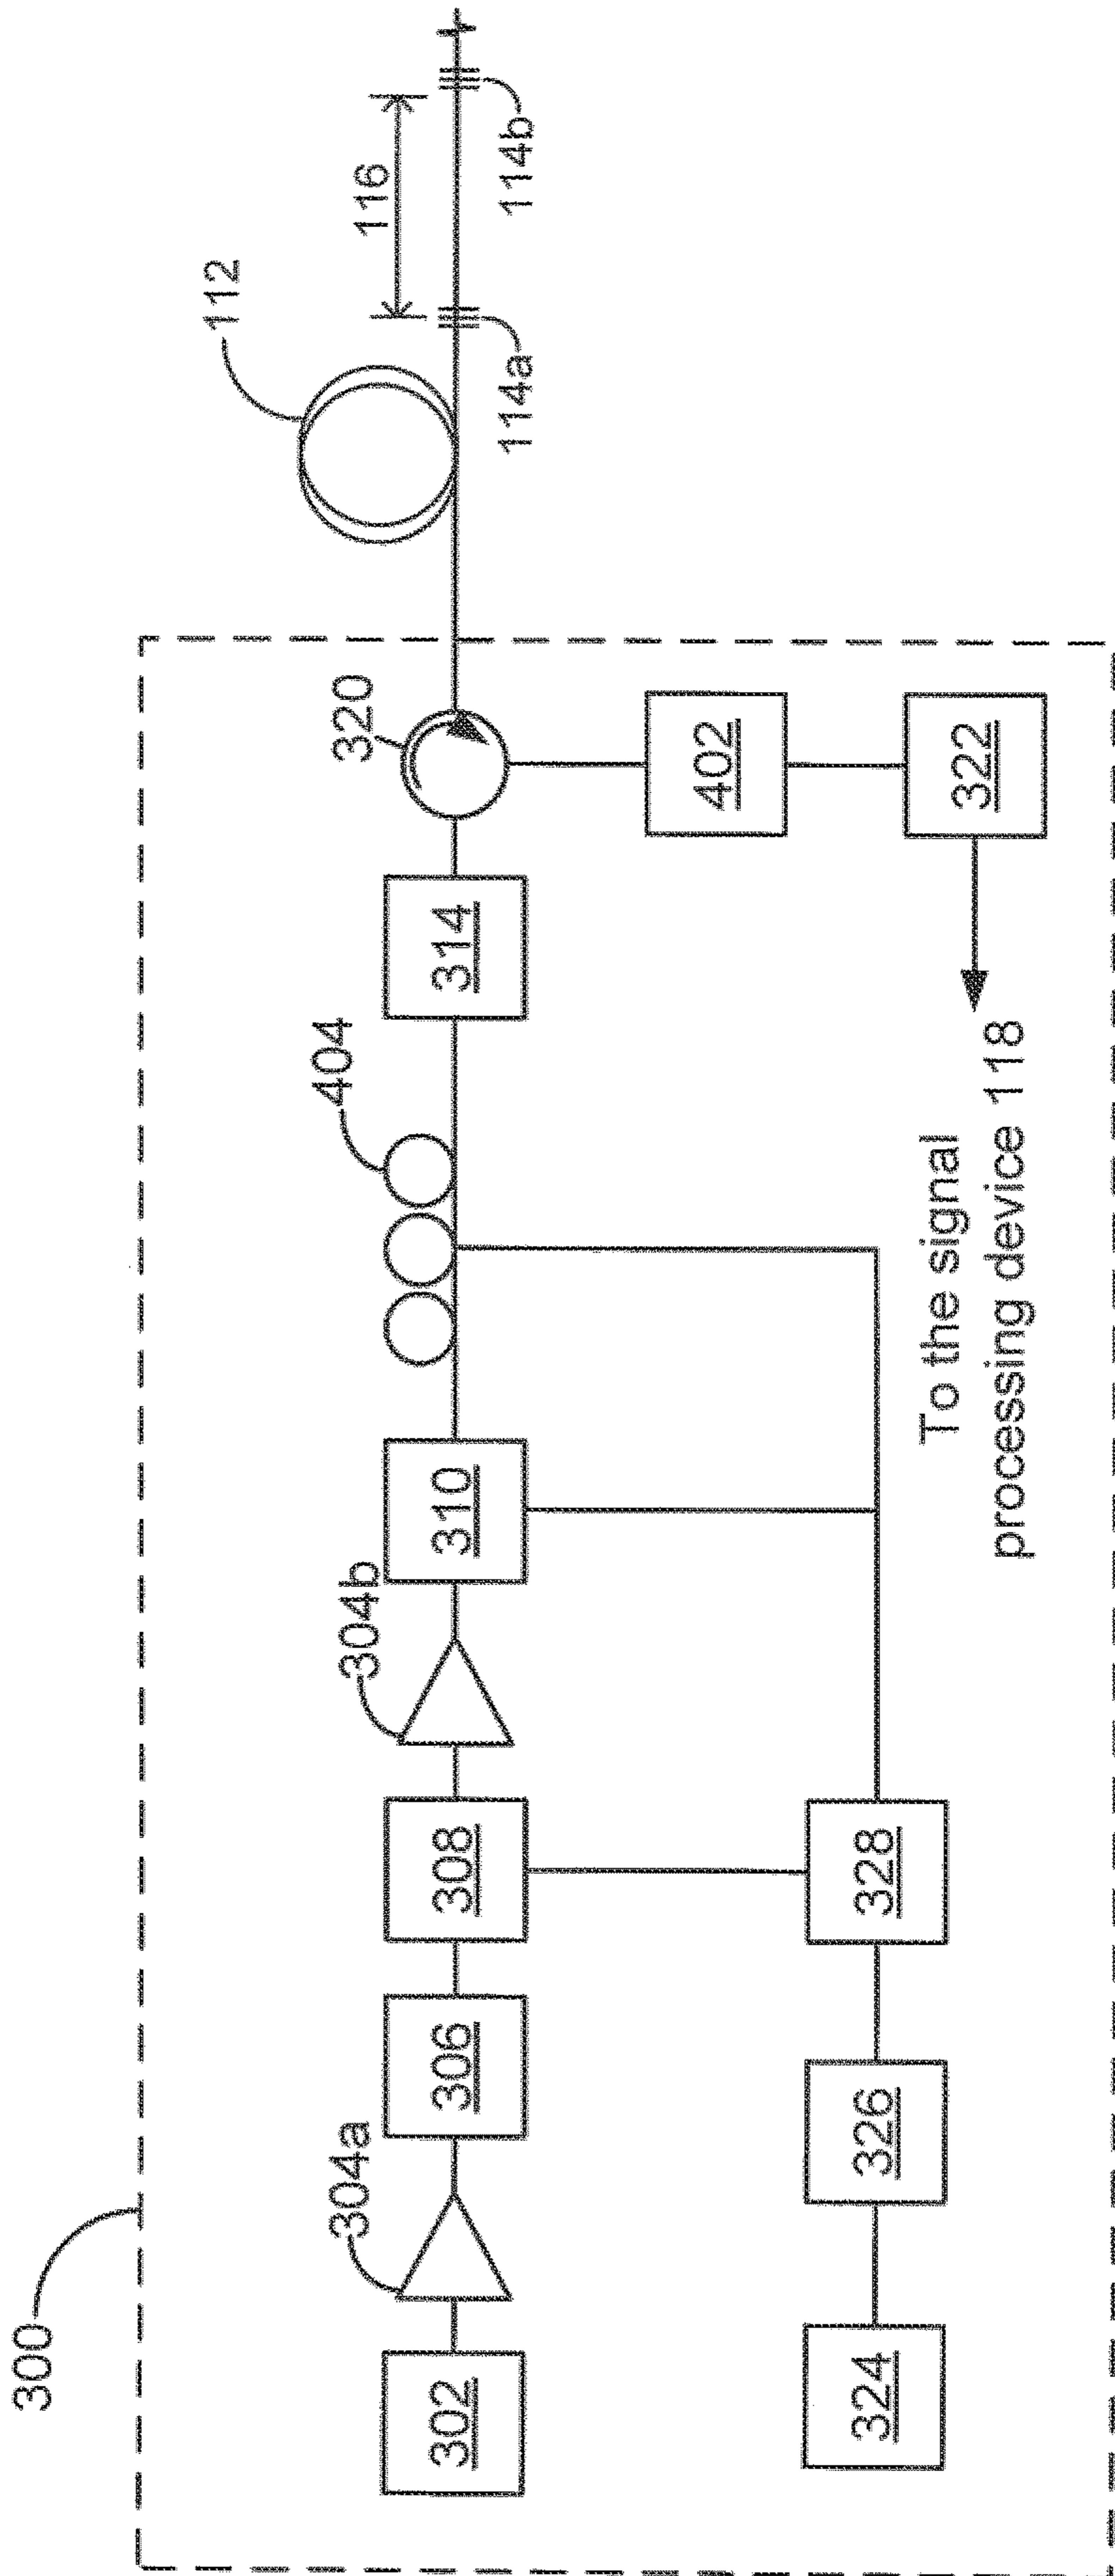 300
302
304a
306
308
304b
310
404
314
320
112
116
114a
114b
324
326
328
402
322
To the signal
processing device 118